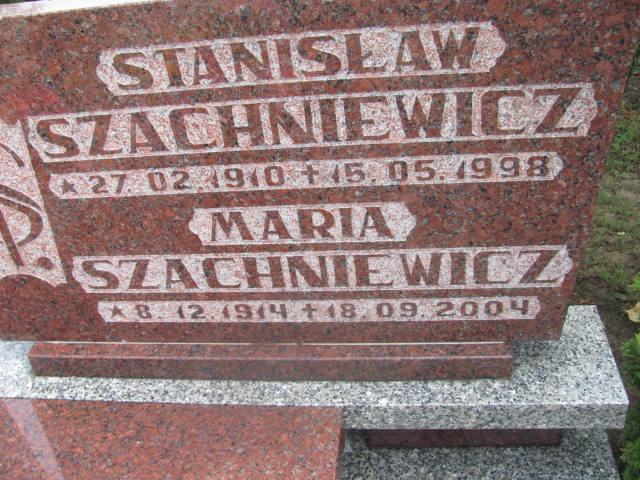 STANISŁAW
SZACHNIEWICZ
* 27.02.1910 + 15.05.1998
MARIA
SZACHNIEWICZ
* 8.12.1914 + 18.09.2004